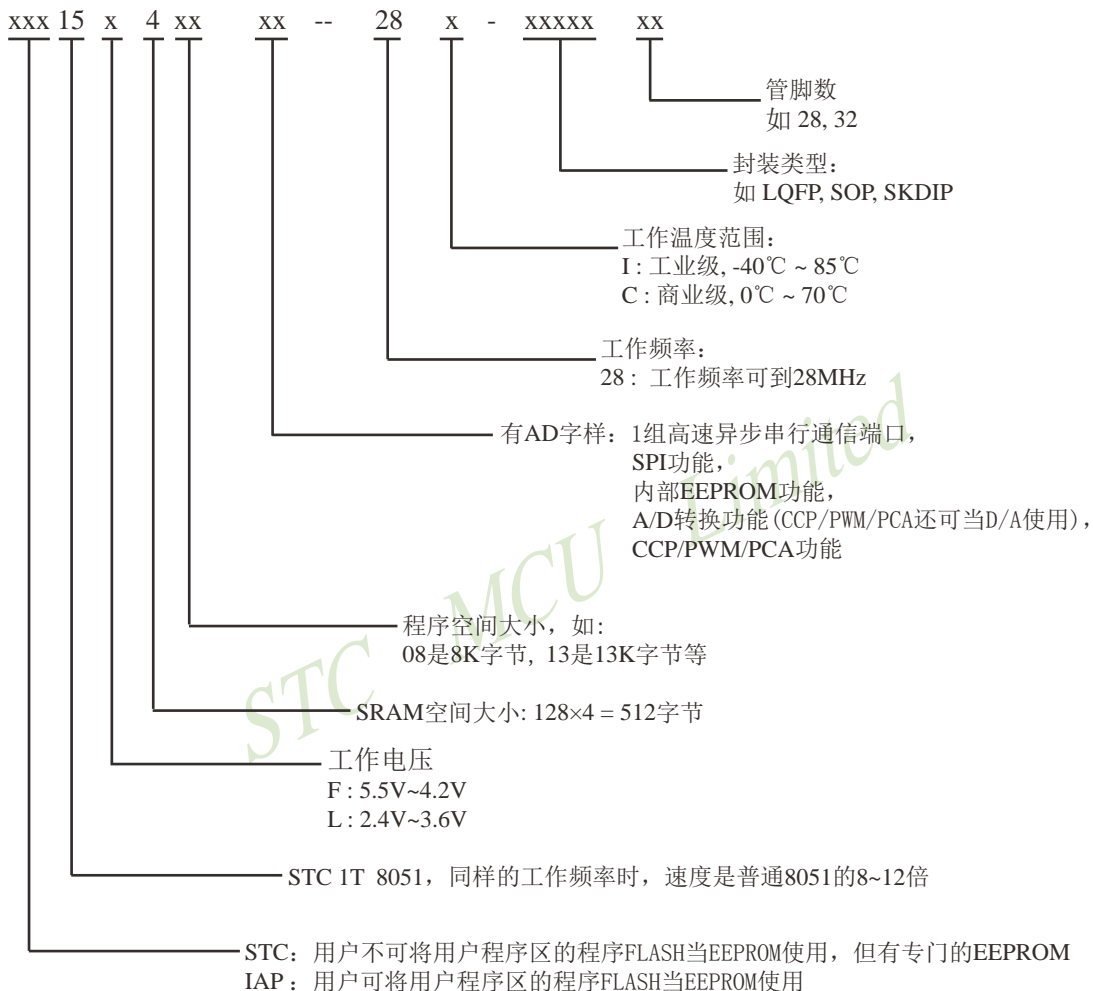 xxx 15 x 4 xx xx -- 28 x - xxxxx xx
管脚数
如 28, 32
封装类型：
如 LQFP, SOP, SKDIP
工作温度范围：
I : 工业级, -40℃ ~ 85℃
C : 商业级, 0℃ ~ 70℃
工作频率：
28 : 工作频率可到28MHz
有AD字样：1组高速异步串行通信端口，
SPI功能，
内部EEPROM功能，
A/D转换功能(CCP/PWM/PCA还可当D/A使用)，
CCP/PWM/PCA功能
程序空间大小，如：
08是8K字节, 13是13K字节等
SRAM空间大小: 128×4 = 512字节
工作电压
F : 5.5V~4.2V
L : 2.4V~3.6V
STC 1T 8051，同样的工作频率时，速度是普通8051的8~12倍
STC：用户不可将用户程序区的程序FLASH当EEPROM使用，但有专门的EEPROM
IAP：用户可将用户程序区的程序FLASH当EEPROM使用
STC MCU Limited